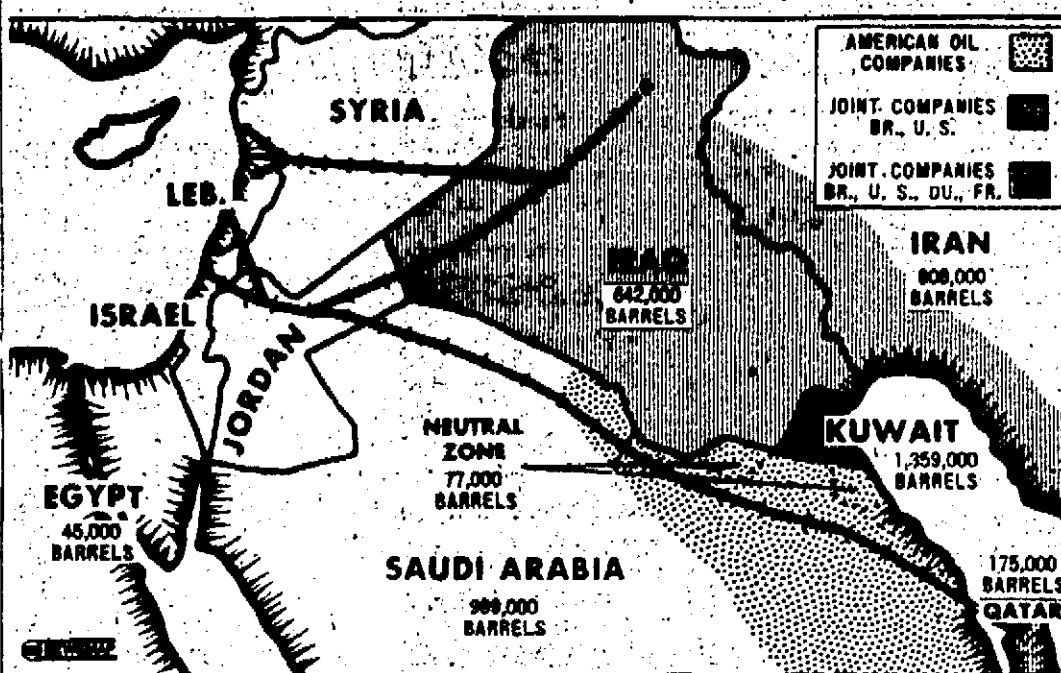 AMERICAN OIL
COMPANIES
JOINT COMPANIES
BR., U. S.
JOINT COMPANIES
BR., U. S., DU., FR.
SYRIA
LEB.
IRAN
BARRELS
IRAQ
642,000
BARRELS
ISRAEL
JORDAN
NEUTRAL
ZONE
77,000
BARRELS
KUWAIT
1,359,000
BARRELS
EGYPT
45,000
BARRELS
SAUDI ARABIA
BARRELS
175,000
BARRELS
QATAR
NEWSMAP